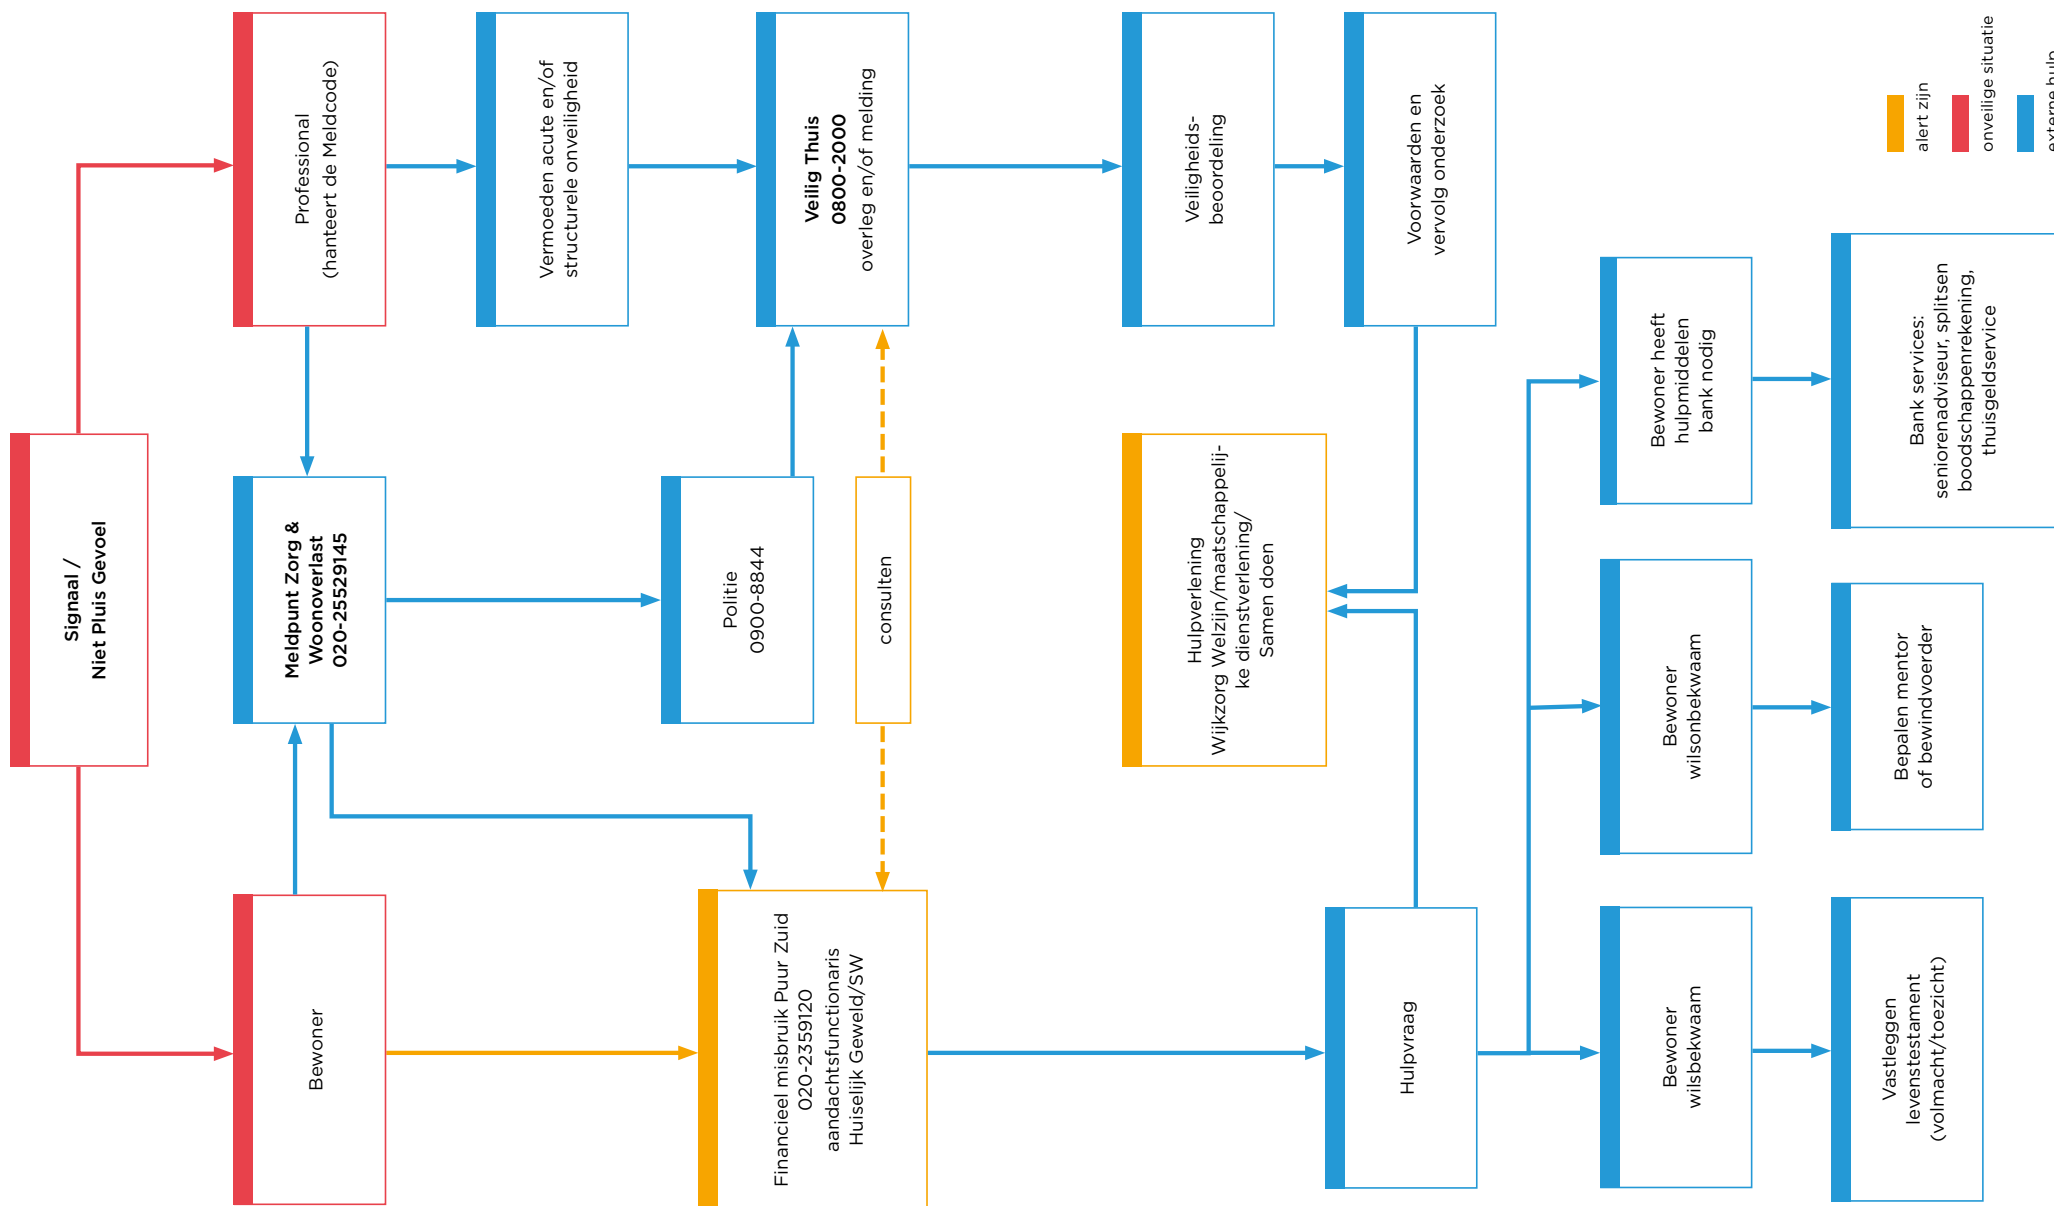 Signaal /
Niet Pluis Gevoel
Professional
(hanteert de Meldcode)
Meldpunt Zorg &
Woonoverlast
020-25529145
Bewoner
Vermoeden acute en/of
structurele onveiligheid
Politie
0900-8844
Veilig Thuis
0800-2000
overleg en/of melding
consulten
Financieel misbruik Puur Zuid
020-2359120
aandachtsfunctionaris
Huiselijk Geweld/SW
Veiligheids-
beoordeling
Hulpverlening
Wijkzorg Welzijn/maatschappelij-
ke dienstverlening/
Samen doen
Voorwaarden en
vervolg onderzoek
Hulpvraag
Bewoner
wilsbekwaam
Bewoner
wilsonbekwaam
Bewoner heeft
hulpmiddelen
bank nodig
Vastleggen
levenstestament
(volmacht/toezicht)
Bepalen mentor
of bewindvoerder
Bank services:
seniorenadviseur, splitsen
boodschappenrekening,
thuisgeldservice
alert zijn
onveilige situatie
externe hulp